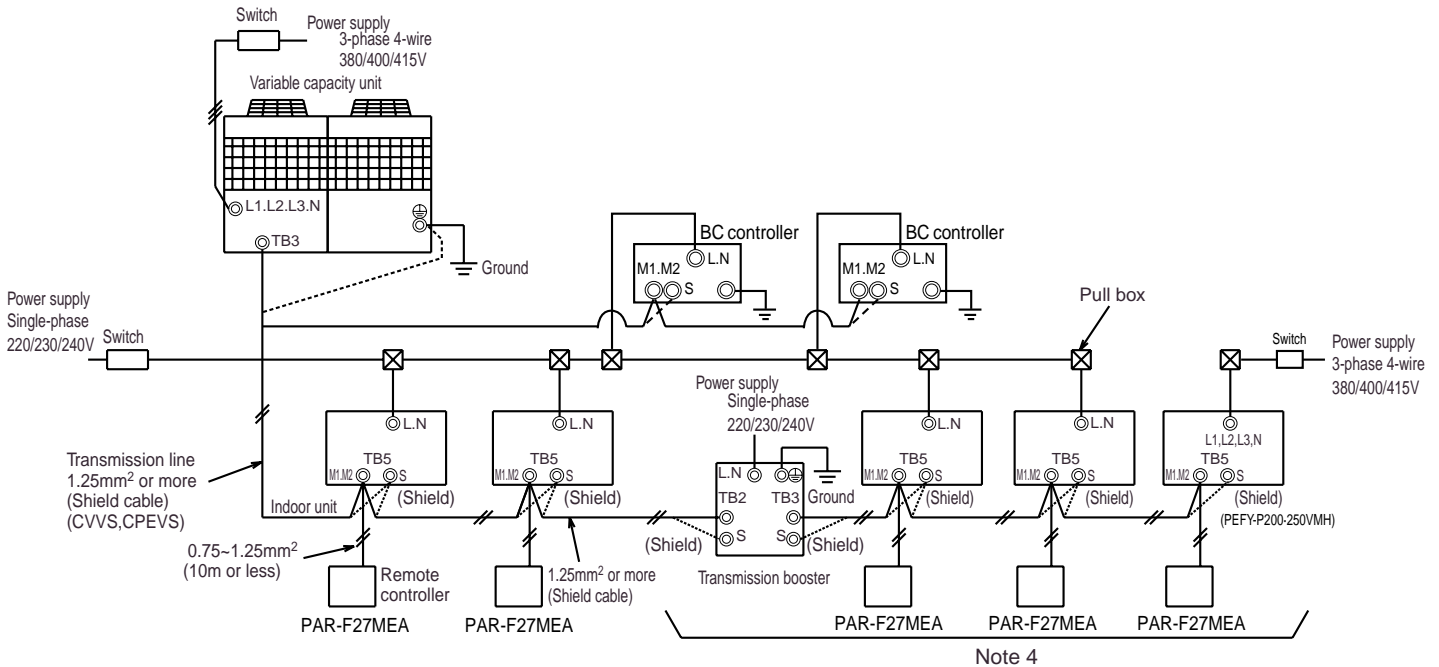 Switch
Power supply
3-phase 4-wire
380/400/415V
Variable capacity unit
L1.L2.L3.N
TB3
Ground
BC controller
L.N
M1.M2
S
BC controller
L.N
M1.M2
S
Pull box
Power supply
Single-phase
220/230/240V
Switch
Switch
Power supply
3-phase 4-wire
380/400/415V
Power supply
Single-phase
220/230/240V
L.N
TB5
M1.M2
S
(Shield)
L.N
TB5
M1.M2
S
(Shield)
L.N
TB2
TB3
Ground
S
S
(Shield)
(Shield)
Transmission booster
L.N
TB5
M1.M2
S
(Shield)
L.N
TB5
M1.M2
S
(Shield)
L1,L2,L3,N
TB5
M1.M2
S
(Shield)
(PEFY-P200-250VMH)
Transmission line
1.25mm² or more
(Shield cable)
(CVVS,CPEVS)
Indoor unit
0.75~1.25mm²
(10m or less)
Remote
controller
1.25mm² or more
(Shield cable)
PAR-F27MEA
PAR-F27MEA
PAR-F27MEA
PAR-F27MEA
PAR-F27MEA
Note 4